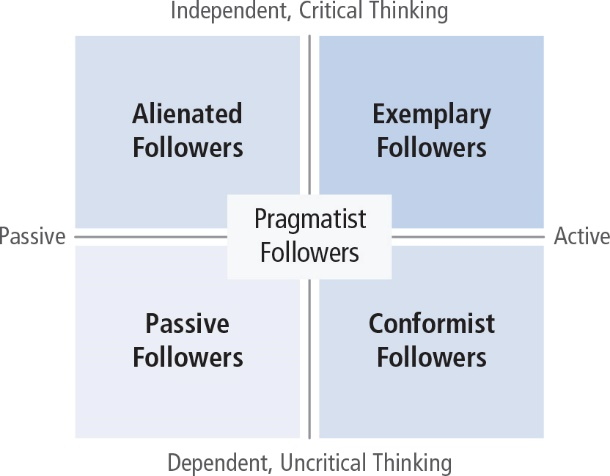 Independent, Critical Thinking
Alienated
Followers
Exemplary
Followers
Passive
Pragmatist
Followers
Active
Passive
Followers
Conformist
Followers
Dependent, Uncritical Thinking